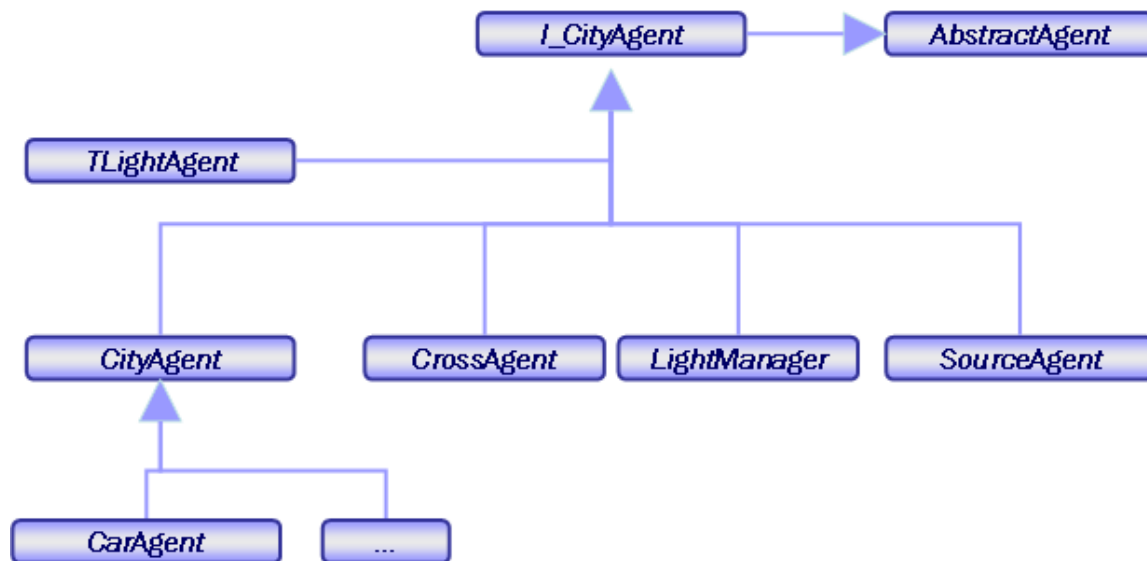 I_CityAgent
AbstractAgent
TLightAgent
CityAgent
CrossAgent
LightManager
SourceAgent
CarAgent
...